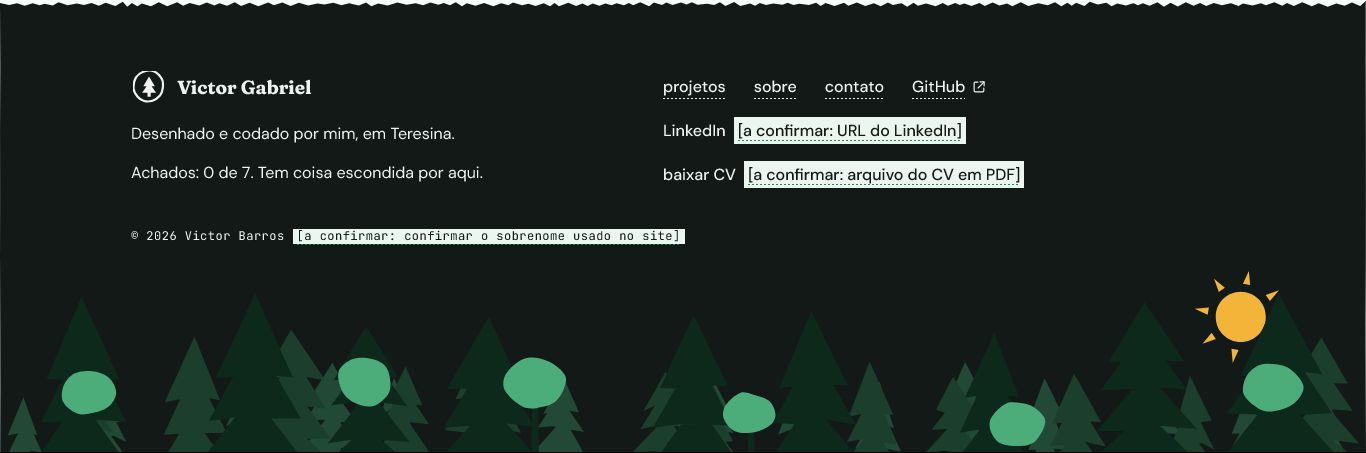 Victor Gabriel
Desenhado e codado por mim, em Teresina.
Achados: 0 de 7. Tem coisa escondida por aqui.
projetos sobre contato GitHub
LinkedIn [a confirmar: URL do LinkedIn]
baixar CV [a confirmar: arquivo do CV em PDF]
© 2026 Victor Barros [a confirmar: confirmar o sobrenome usado no site]